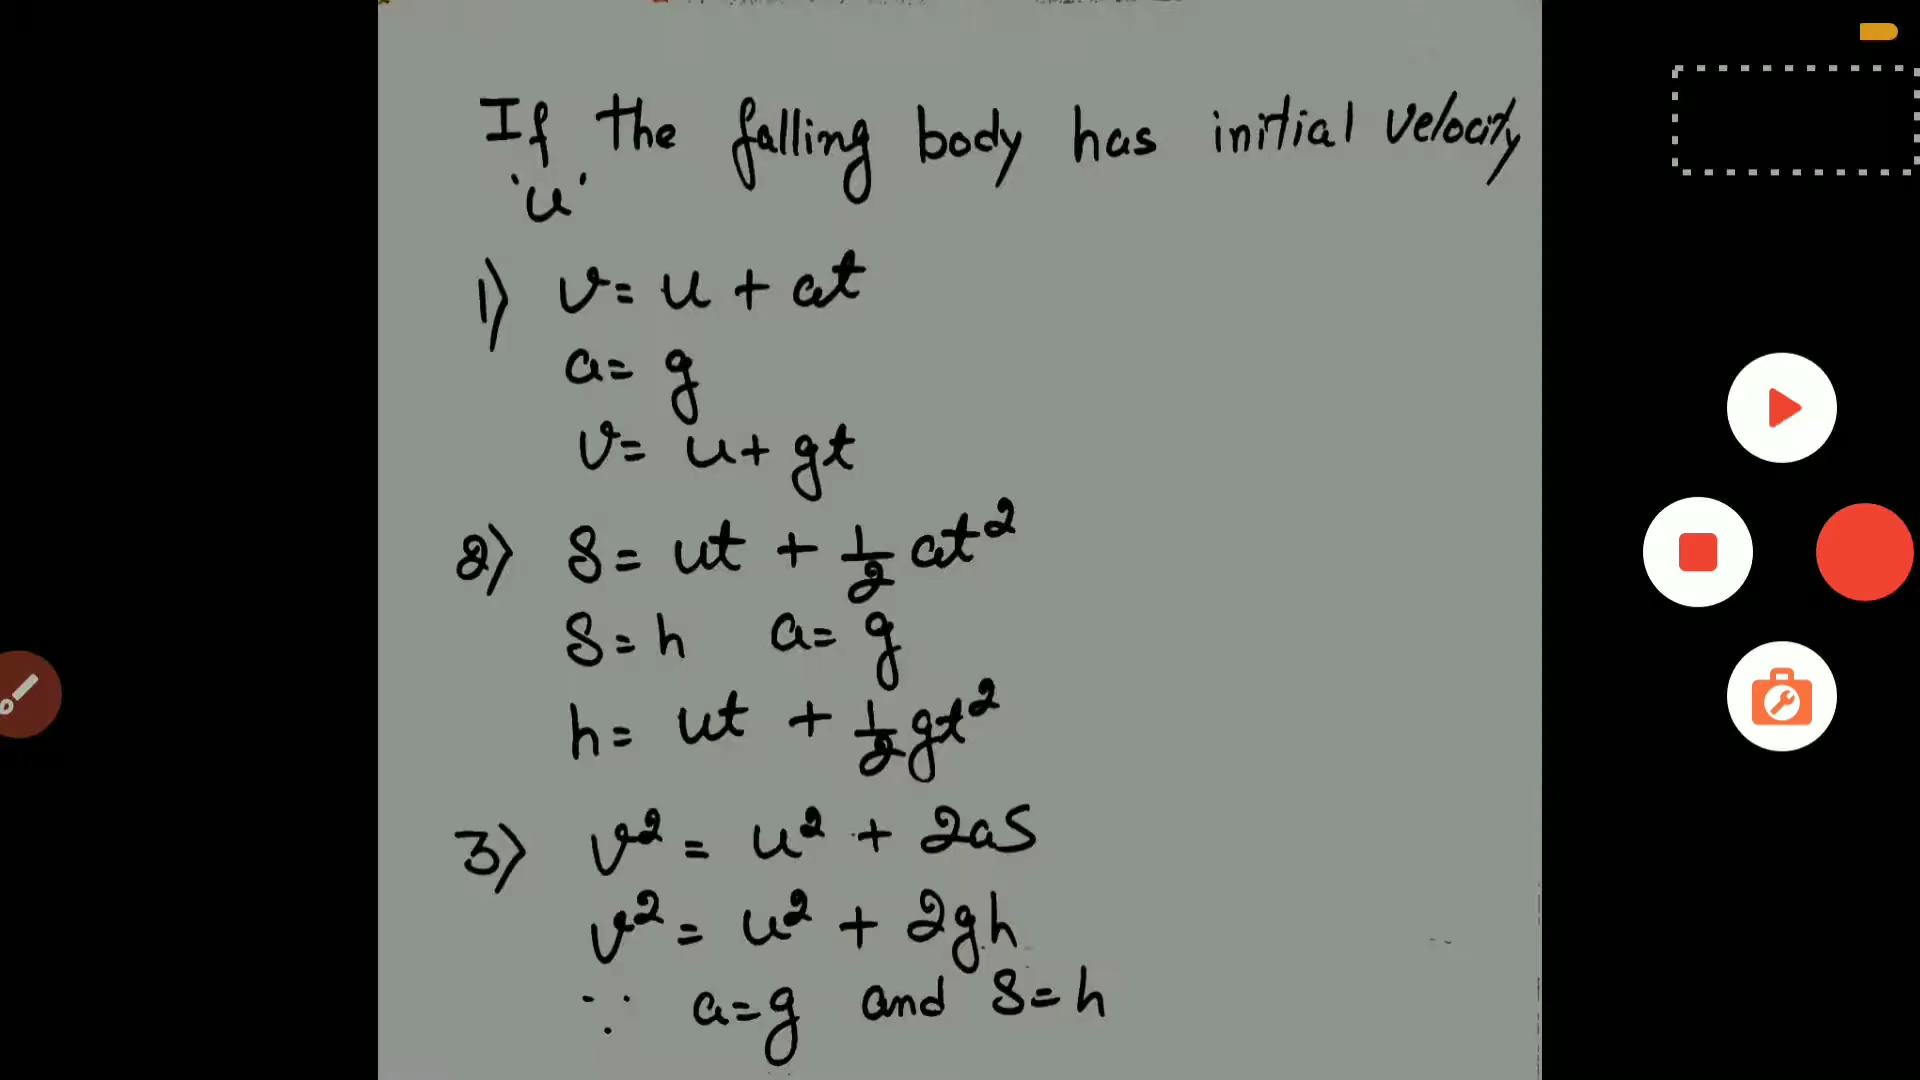 If the falling body has initial velocity
'u'
1) v = u + at
a = g
v = u + gt
2) S = ut + 1/2 at²
S = h a = g
h = ut + 1/2 gt²
3) v² = u² + 2aS
v² = u² + 2gh
∵ a = g and S = h